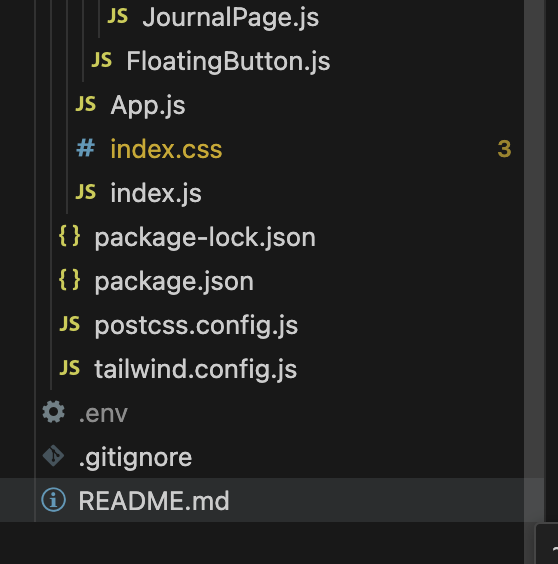 JS JournalPage.js
JS FloatingButton.js
JS App.js
# index.css 3
JS index.js
{} package-lock.json
{} package.json
JS postcss.config.js
JS tailwind.config.js
.env
.gitignore
README.md